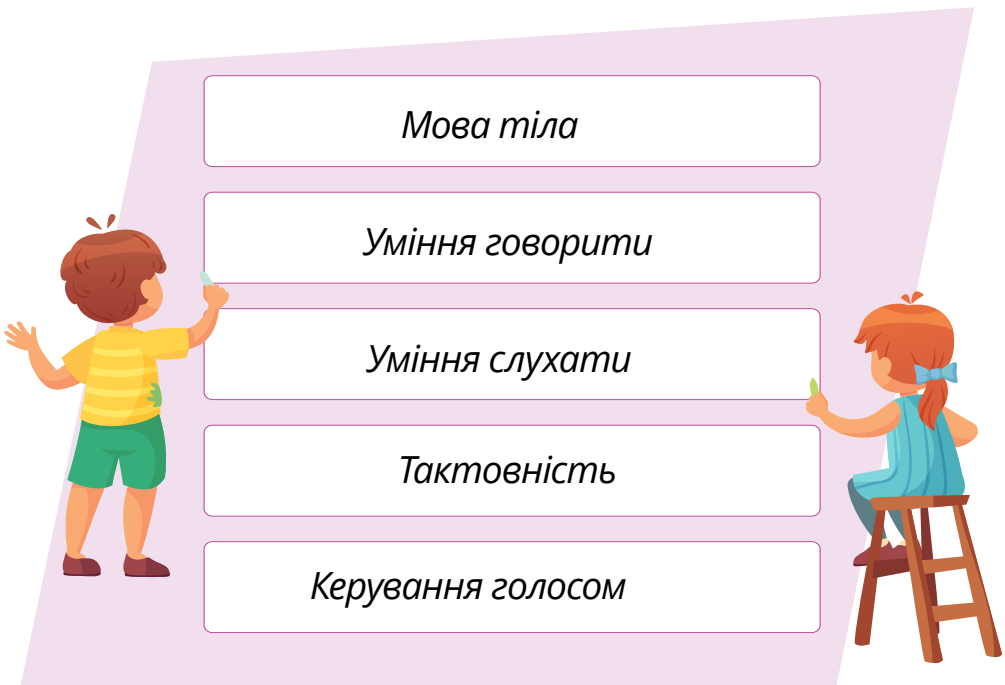 Мова тіла
Уміння говорити
Уміння слухати
Тактовність
Керування голосом